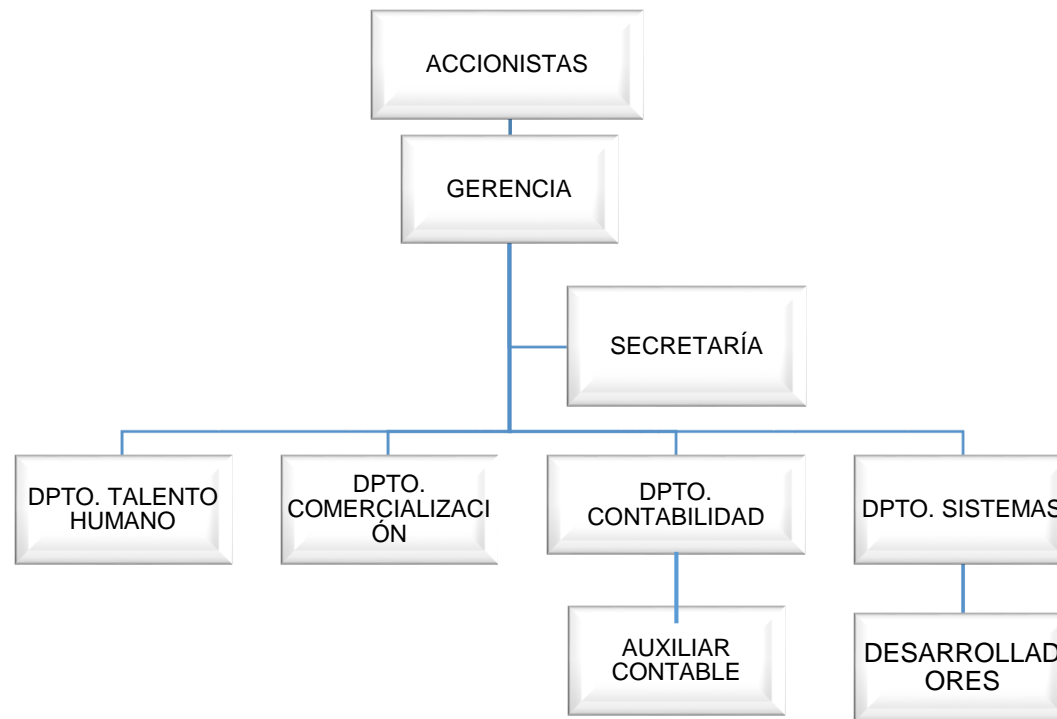 ACCIONISTAS
GERENCIA
SECRETARÍA
DPTO. TALENTO
HUMANO
DPTO.
COMERCIALIZACI
ÓN
DPTO.
CONTABILIDAD
DPTO. SISTEMAS
AUXILIAR
CONTABLE
DESARROLLAD
ORES